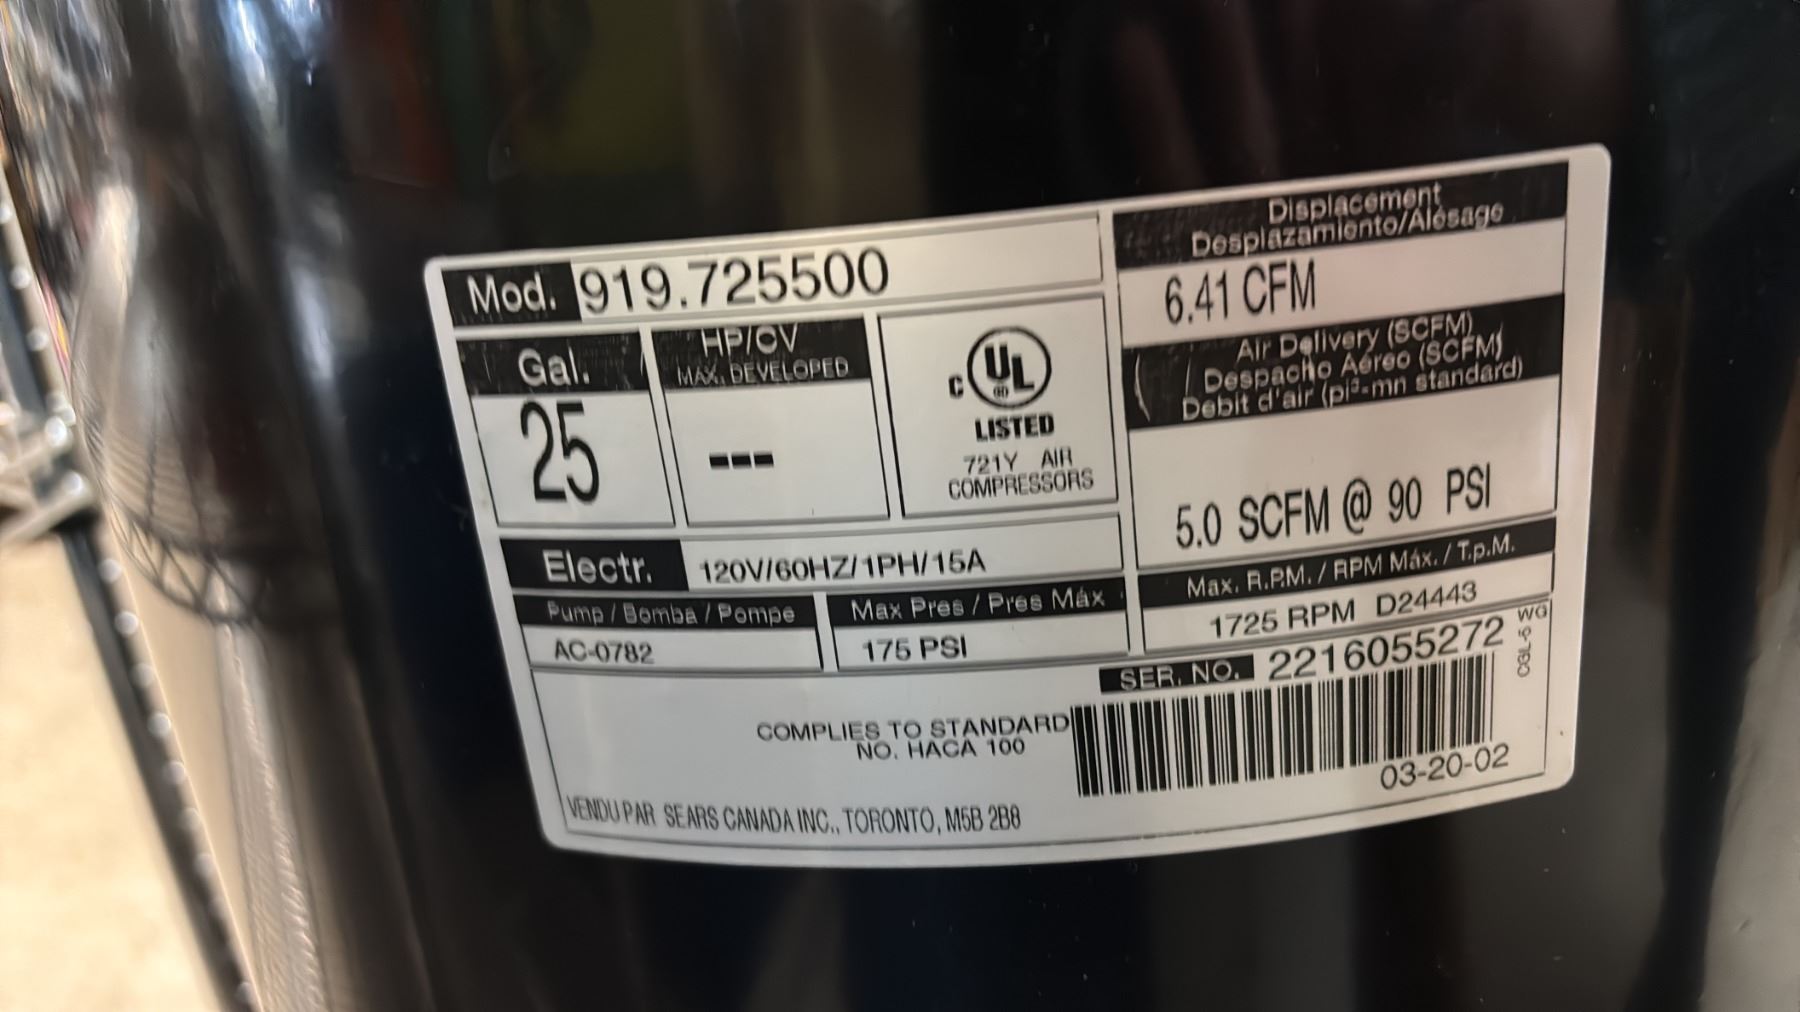 Mod. 919.725500
Gal.
25
HP/CV
MAX. DEVELOPED
---
C UL
LISTED
721Y AIR
COMPRESSORS
Displacement
Desplazamiento/Alésage
6.41 CFM
Air Delivery (SCFM)
Despacho Aéreo (SCFM)
Debit d'air (pi³-mn standard)
5.0 SCFM @ 90 PSI
Electr. 120V/60HZ/1PH/15A
Pump / Bomba / Pompe
AC-0782
Max Pres / Pres Máx
175 PSI
Max. R.P.M. / RPM Máx. / T.p.M.
1725 RPM D24443
SER. NO. 2216055272
CGL-5 WG
COMPLIES TO STANDARD
NO. HACA 100
03-20-02
VENDU PAR SEARS CANADA INC., TORONTO, M5B 2B8